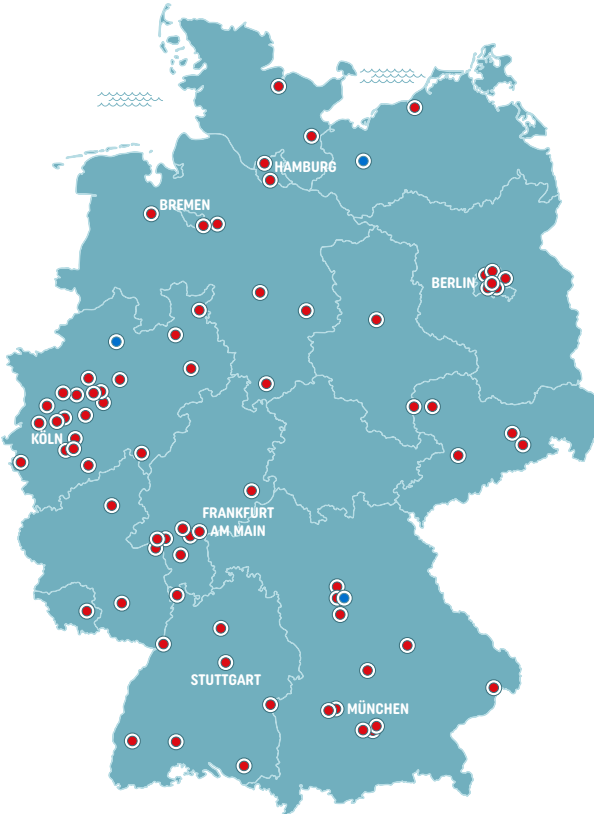 HAMBURG
BREMEN
BERLIN
KÖLN
FRANKFURT
AM MAIN
STUTTGART
MÜNCHEN